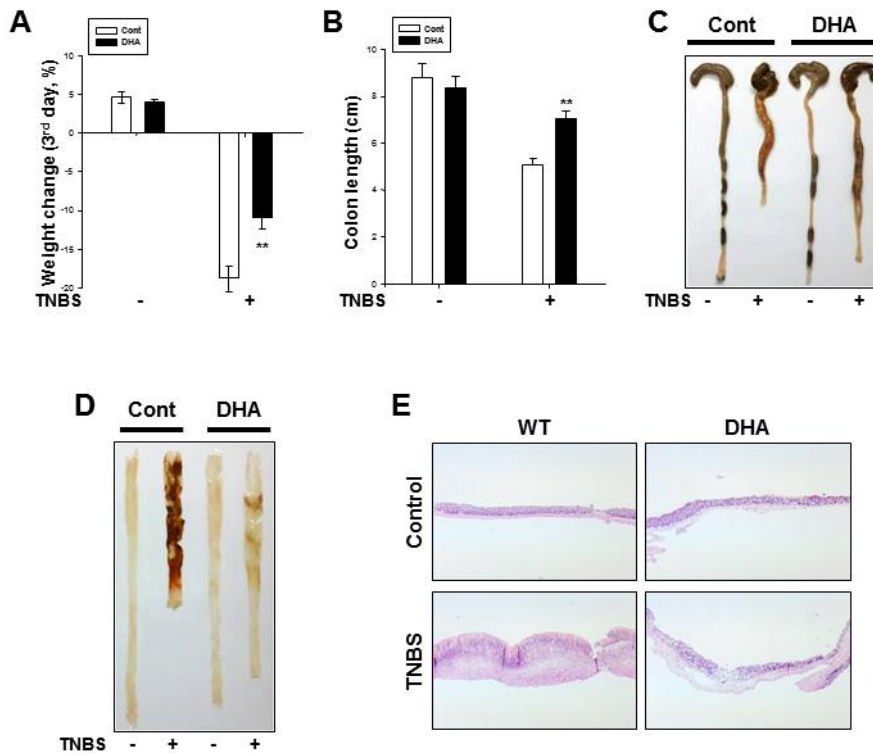 A
Cont
DHA
Weight change (3rd day, %)
10
5
0
-5
-10
-15
-20
**
TNBS - +
B
Cont
DHA
Colon length (cm)
10
8
6
4
2
0
**
TNBS - +
C
Cont DHA
TNBS - + - +
D
Cont DHA
TNBS - + - +
E
WT DHA
Control
TNBS